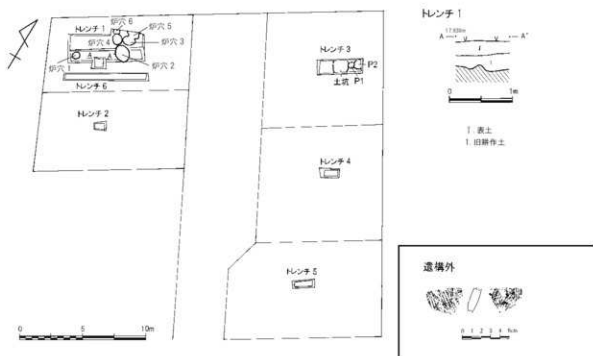 トレンチ 1
炉穴 6
炉穴 5
炉穴 4
炉穴 3
A
A'
炉穴 1
炉穴 2
トレンチ 6
トレンチ 2
トレンチ 3
P2
土坑 P1
トレンチ 4
トレンチ 5
0 5 10m
トレンチ 1
A
A'
I
1
0 1m
I. 表土
1. 旧耕作土
遺構外
0 1 2 3 4 5cm